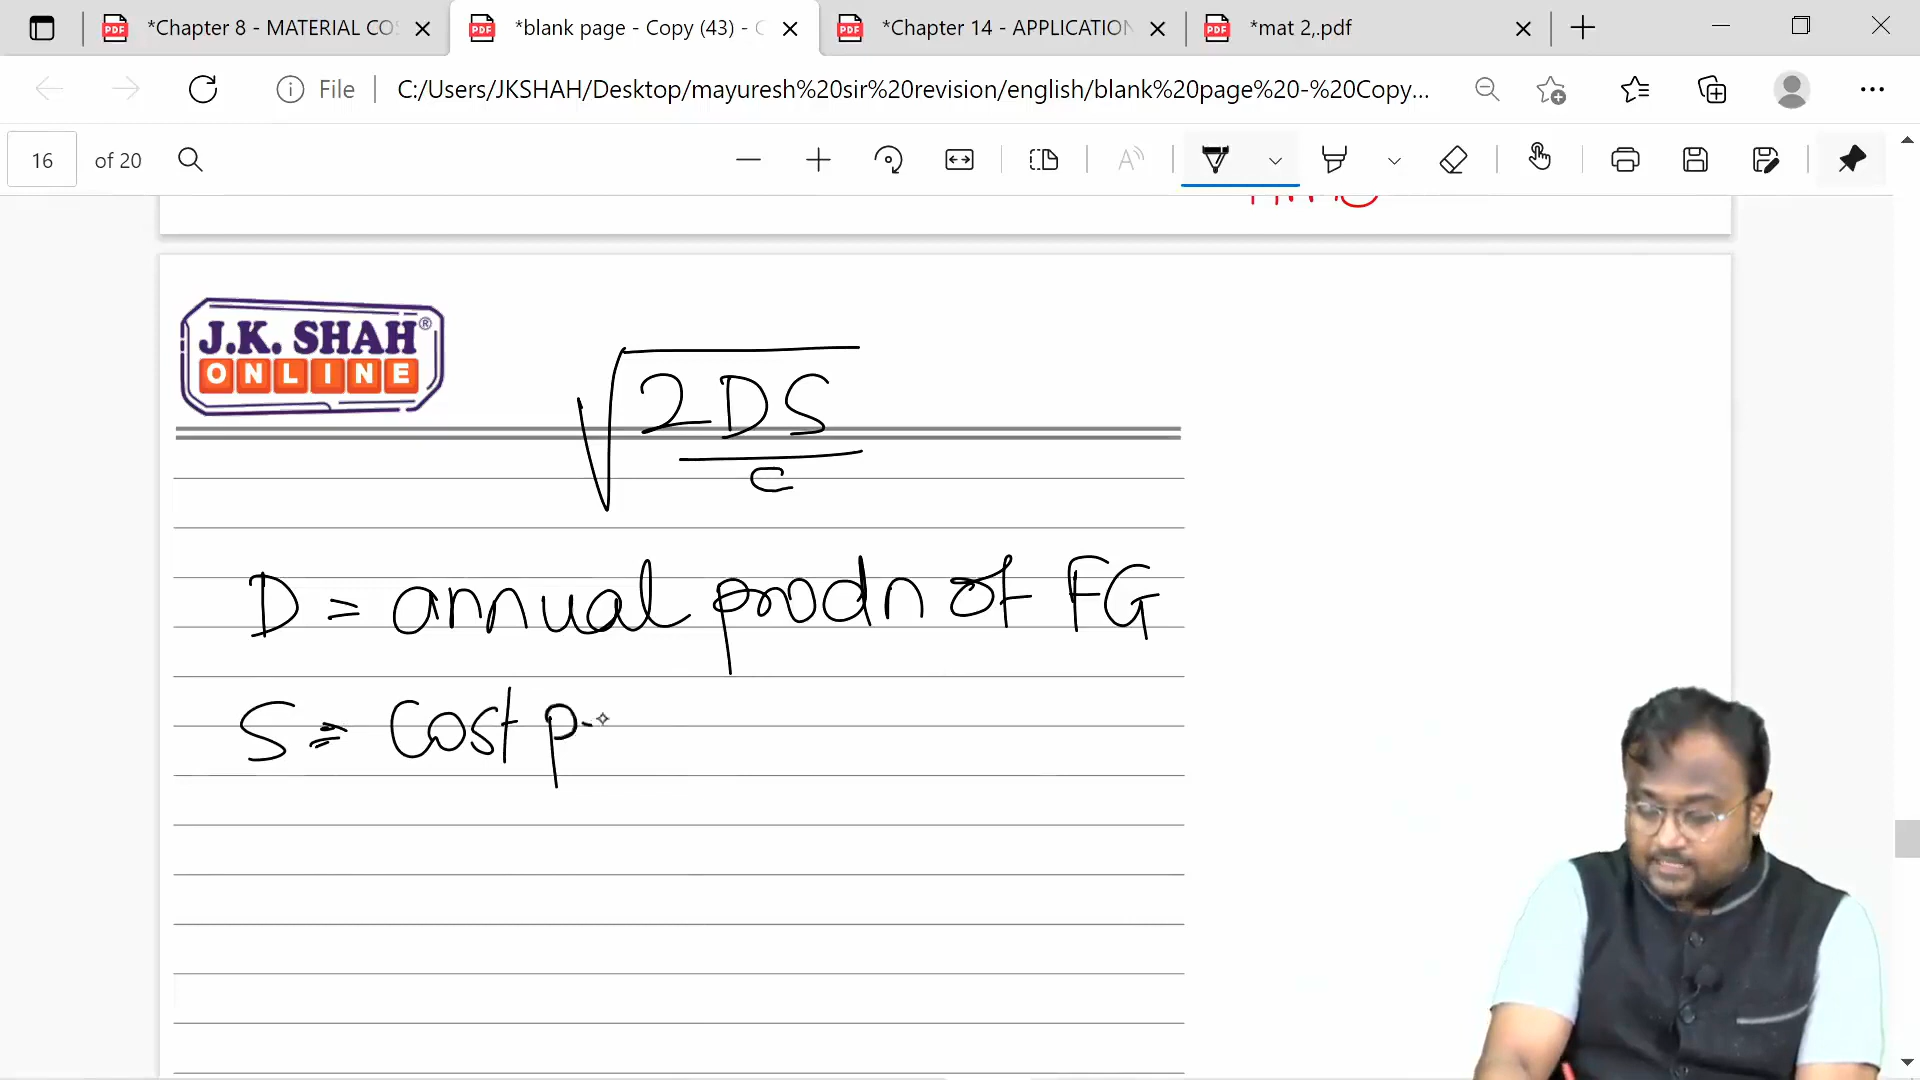 *Chapter 8 - MATERIAL CO
*blank page - Copy (43) - C
*Chapter 14 - APPLICATION
*mat 2,.pdf
File
C:/Users/JKSHAH/Desktop/mayuresh%20sir%20revision/english/blank%20page%20-%20Copy...
16 of 20
J.K. SHAH®
ONLINE
√2DS
C
D = annual prodn of FG
S = Cost p